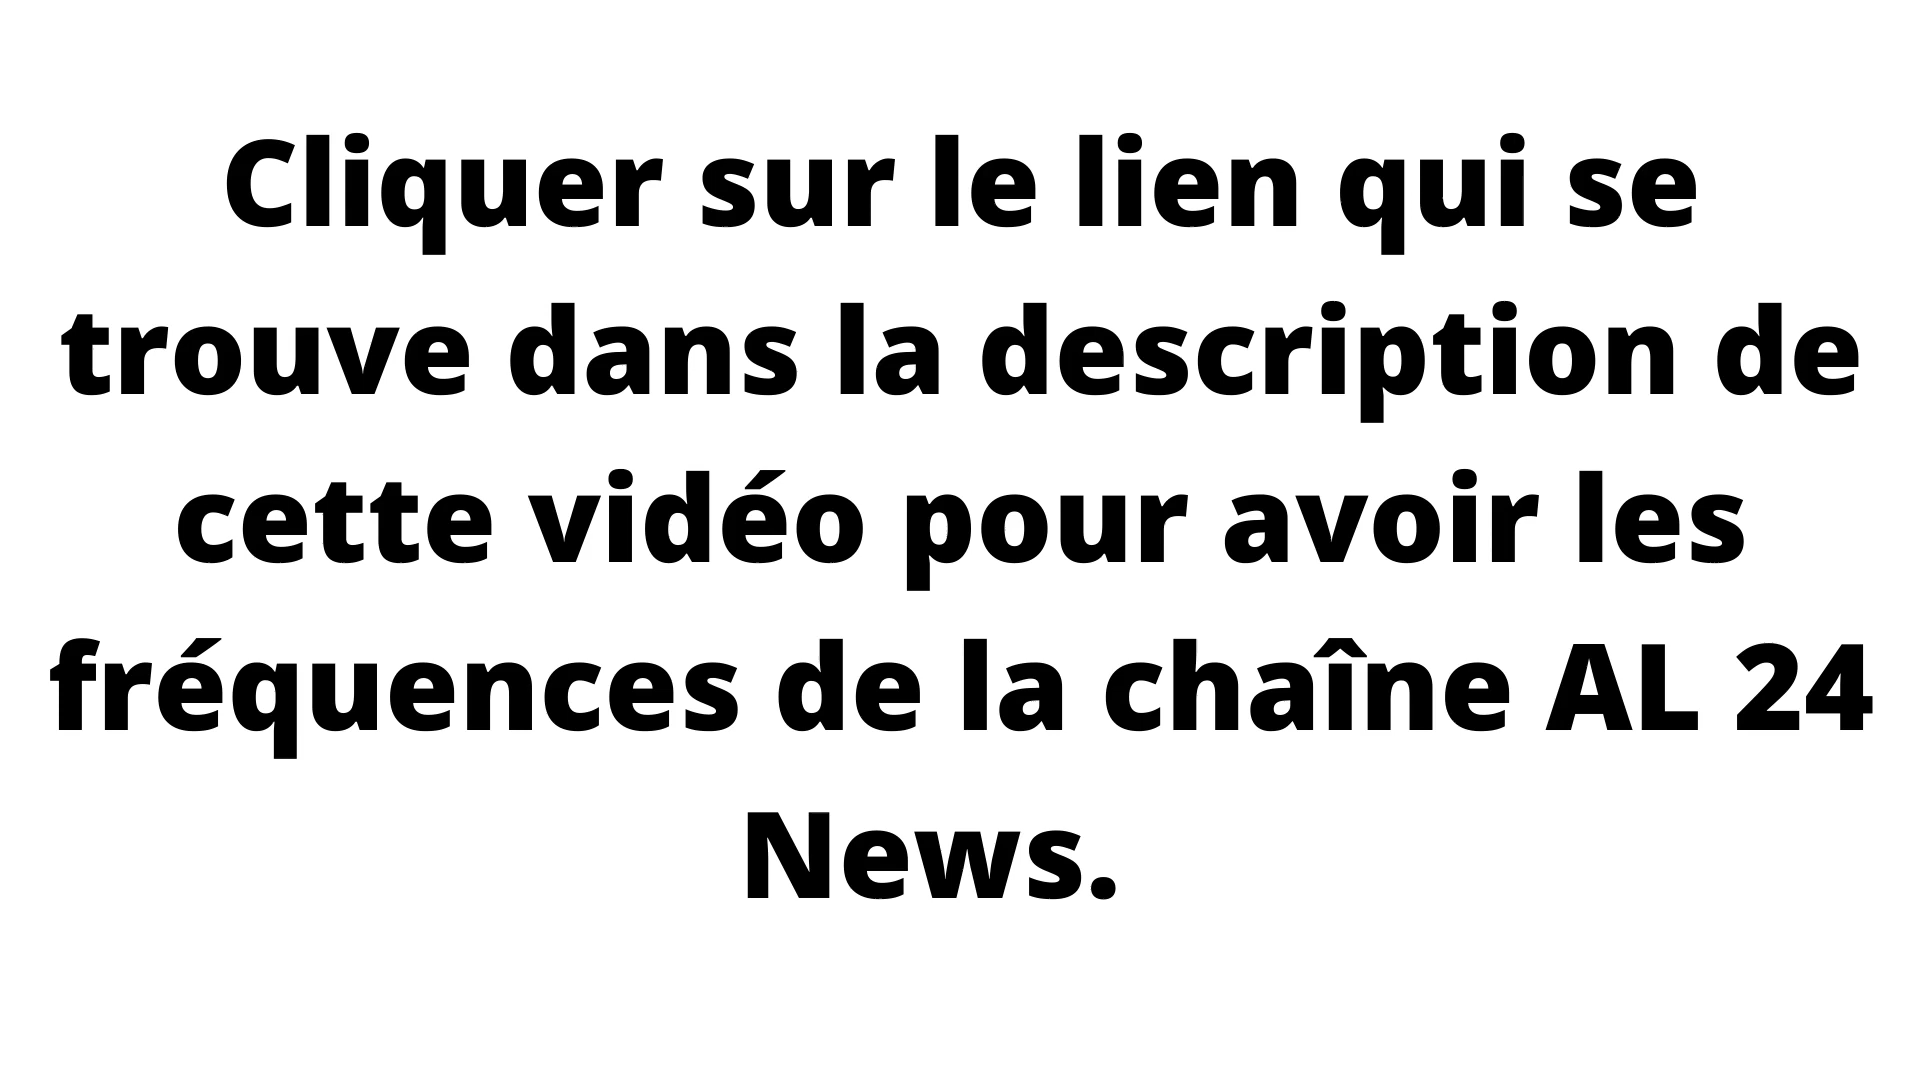 Cliquer sur le lien qui se
trouve dans la description de
cette vidéo pour avoir les
fréquences de la chaîne AL 24
News.